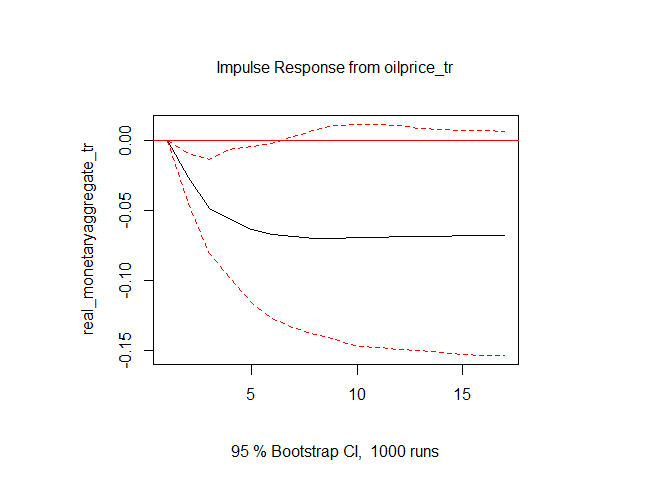 Impulse Response from oilprice_tr
real_monetaryaggregate_tr
0.00
-0.05
-0.10
-0.15
5 10 15
95 % Bootstrap CI,  1000 runs